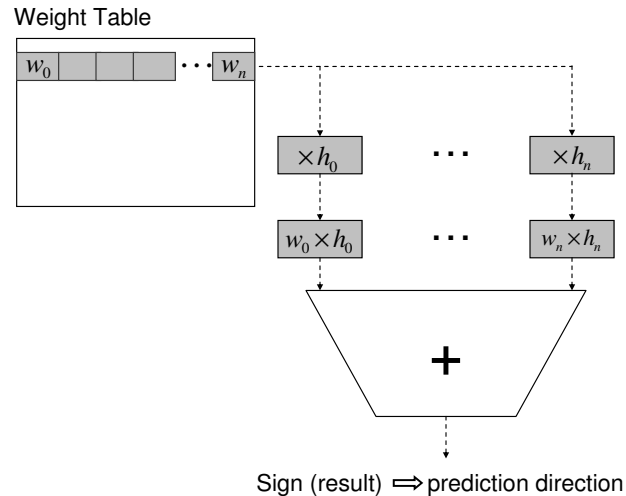 Weight Table
w₀ ··· wₙ
×h₀ ··· ×hₙ
w₀×h₀ ··· wₙ×hₙ
+
Sign (result) ⇒ prediction direction